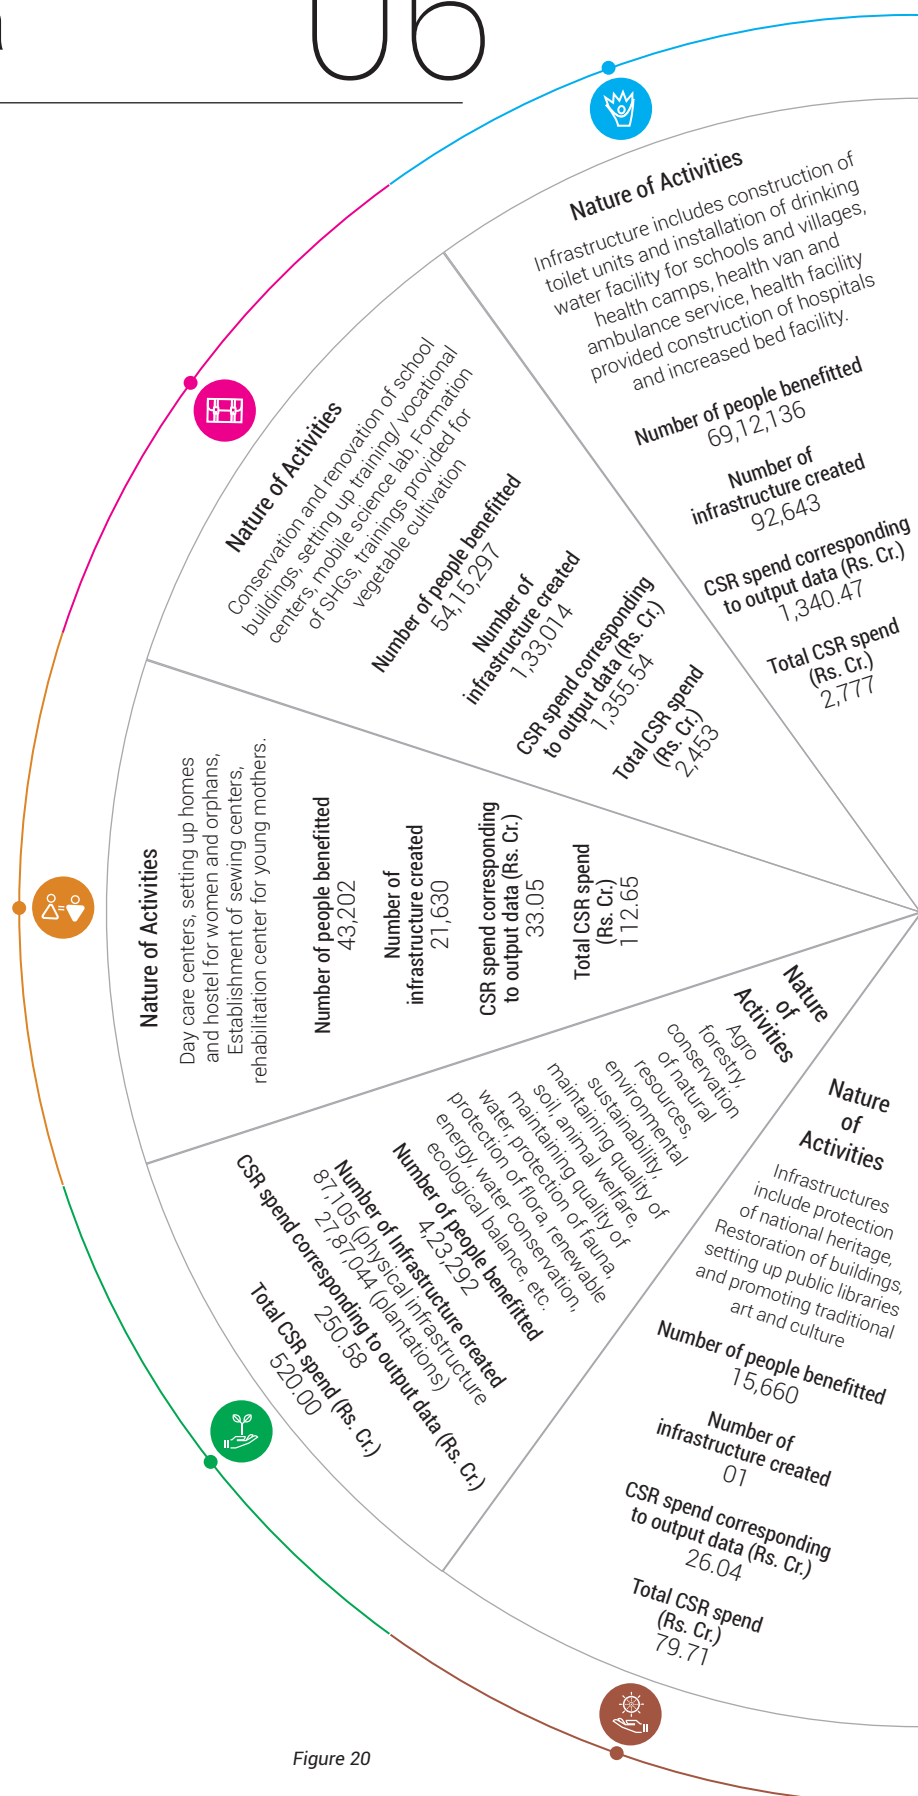 06
Nature of Activities
Infrastructure includes construction of
toilet units and installation of drinking
water facility for schools and villages,
health camps, health van and
ambulance service, health facility
provided construction of hospitals
and increased bed facility.
Number of people benefitted
69,12,136
Number of
infrastructure created
92,643
CSR spend corresponding
to output data (Rs. Cr.)
1,340.47
Total CSR spend
(Rs. Cr.)
2,777
Nature of Activities
Conservation and renovation of school
buildings, setting up training/ vocational
centers, mobile science lab, Formation
of SHGs, trainings provided for
vegetable cultivation
Number of people benefitted
54,15,297
Number of
infrastructure created
1,33,014
CSR spend corresponding
to output data (Rs. Cr.)
1,355.54
Total CSR spend
(Rs. Cr.)
2,453
Nature of Activities
Day care centers, setting up homes
and hostel for women and orphans,
Establishment of sewing centers,
rehabilitation center for young mothers.
Number of people benefitted
43,202
Number of
infrastructure created
21,630
CSR spend corresponding
to output data (Rs. Cr.)
33.05
Total CSR spend
(Rs. Cr.)
112.65
Nature
of
Activities
Agro
forestry,
conservation
of natural
resources,
environmental
sustainability,
maintaining quality of
soil, animal welfare,
maintaining quality of
water, protection of fauna,
protection of flora, renewable
energy, water conservation,
ecological balance, etc.
Number of people benefitted
4,23,292
Number of Infrastructure created
87,105 (physical infrastructure
27,87,044 (plantations)
CSR spend corresponding to output data (Rs. Cr.)
250.58
Total CSR spend (Rs. Cr.)
520.00
Nature
of
Activities
Infrastructures
include protection
of national heritage,
Restoration of buildings,
setting up public libraries
and promoting traditional
art and culture
Number of people benefitted
15,660
Number of
infrastructure created
01
CSR spend corresponding
to output data (Rs. Cr.)
26.04
Total CSR spend
(Rs. Cr.)
79.71
Figure 20